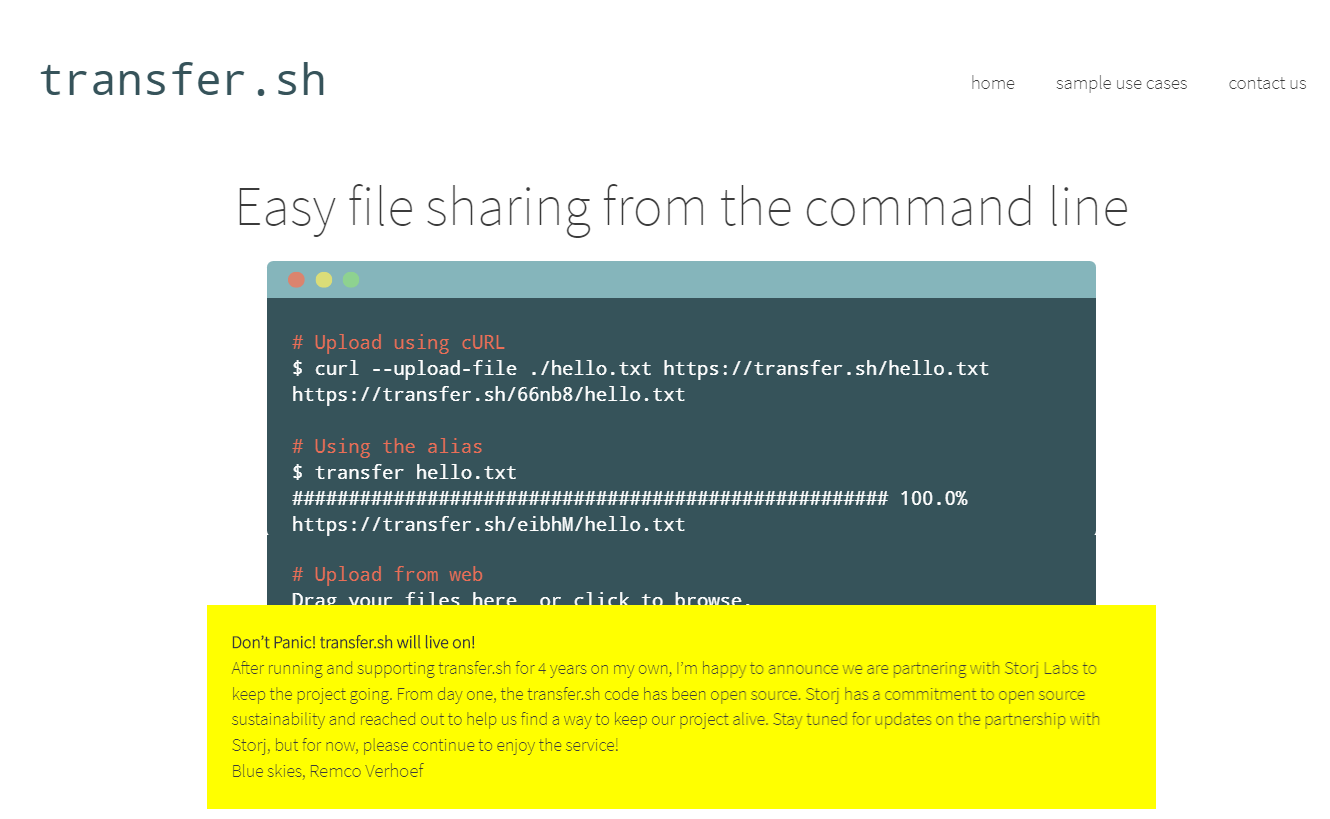 transfer.sh
home sample use cases contact us
Easy file sharing from the command line
# Upload using cURL
$ curl --upload-file ./hello.txt https://transfer.sh/hello.txt
https://transfer.sh/66nb8/hello.txt
# Using the alias
$ transfer hello.txt
##################################################### 100.0%
https://transfer.sh/eibhM/hello.txt
# Upload from web
Drag your files here, or click to browse.
Don’t Panic! transfer.sh will live on!
After running and supporting transfer.sh for 4 years on my own, I’m happy to announce we are partnering with Storj Labs to
keep the project going. From day one, the transfer.sh code has been open source. Storj has a commitment to open source
sustainability and reached out to help us find a way to keep our project alive. Stay tuned for updates on the partnership with
Storj, but for now, please continue to enjoy the service!
Blue skies, Remco Verhoef